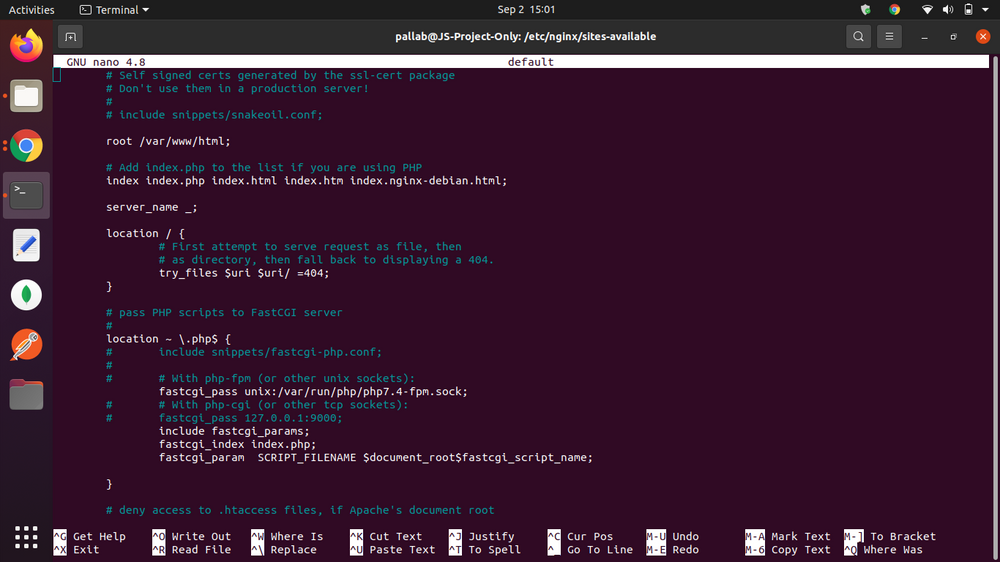 Activities Terminal Sep 2 15:01
pallab@JS-Project-Only: /etc/nginx/sites-available
GNU nano 4.8 default
# Self signed certs generated by the ssl-cert package
# Don't use them in a production server!
#
# include snippets/snakeoil.conf;
root /var/www/html;
# Add index.php to the list if you are using PHP
index index.php index.html index.htm index.nginx-debian.html;
server_name _;
location / {
# First attempt to serve request as file, then
# as directory, then fall back to displaying a 404.
try_files $uri $uri/ =404;
}
# pass PHP scripts to FastCGI server
#
location ~ \.php$ {
# include snippets/fastcgi-php.conf;
#
# # With php-fpm (or other unix sockets):
fastcgi_pass unix:/var/run/php/php7.4-fpm.sock;
# # With php-cgi (or other tcp sockets):
# fastcgi_pass 127.0.0.1:9000;
include fastcgi_params;
fastcgi_index index.php;
fastcgi_param SCRIPT_FILENAME $document_root$fastcgi_script_name;
}
# deny access to .htaccess files, if Apache's document root
^G Get Help ^O Write Out ^W Where Is ^K Cut Text ^J Justify ^C Cur Pos M-U Undo M-A Mark Text M-] To Bracket
^X Exit ^R Read File ^\ Replace ^U Paste Text ^T To Spell ^_ Go To Line M-E Redo M-6 Copy Text ^Q Where Was